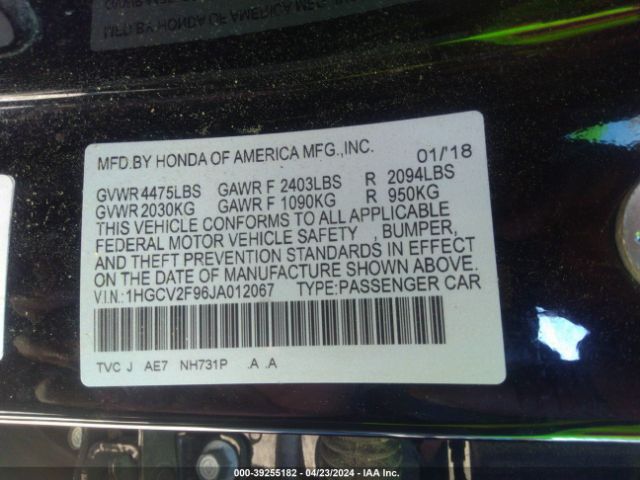 MFD.BY HONDA OF AMERICA MFG.,INC. 01/'18
GVWR 4475LBS GAWR F 2403LBS R 2094LBS
GVWR 2030KG GAWR F 1090KG R 950KG
THIS VEHICLE CONFORMS TO ALL APPLICABLE
FEDERAL MOTOR VEHICLE SAFETY , BUMPER,
AND THEFT PREVENTION STANDARDS IN EFFECT
ON THE DATE OF MANUFACTURE SHOWN ABOVE.
V.I.N.:1HGCV2F96JA012067 TYPE:PASSENGER CAR
TVC J AE7 NH731P .A .A
000-39255182 - 04/23/2024 - IAA Inc.